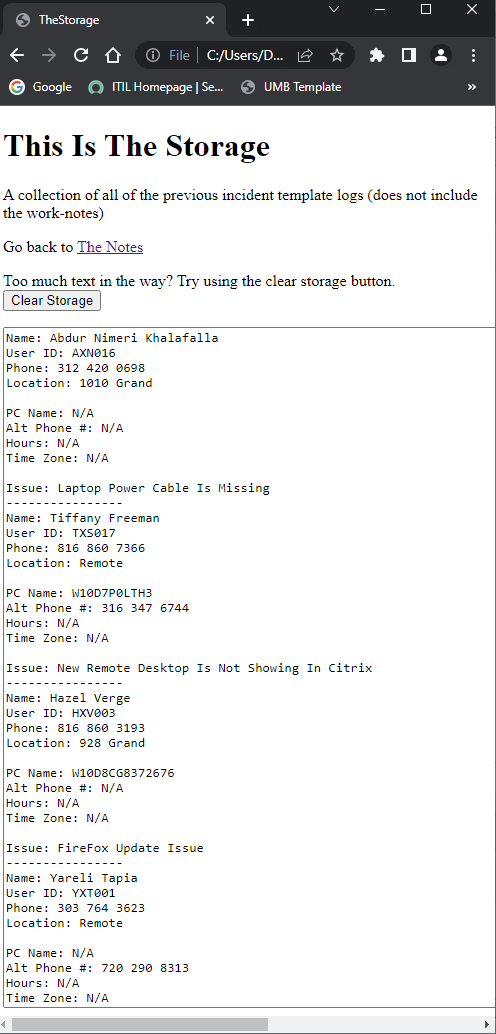 TheStorage
File
C:/Users/D...
Google
ITIL Homepage | Se...
UMB Template
This Is The Storage
A collection of all of the previous incident template logs (does not include
the work-notes)
Go back to The Notes
Too much text in the way? Try using the clear storage button.
Clear Storage
Name: Abdur Nimeri Khalafalla
User ID: AXN016
Phone: 312 420 0698
Location: 1010 Grand
PC Name: N/A
Alt Phone #: N/A
Hours: N/A
Time Zone: N/A
Issue: Laptop Power Cable Is Missing
----------------
Name: Tiffany Freeman
User ID: TXS017
Phone: 816 860 7366
Location: Remote
PC Name: W10D7P0LTH3
Alt Phone #: 316 347 6744
Hours: N/A
Time Zone: N/A
Issue: New Remote Desktop Is Not Showing In Citrix
----------------
Name: Hazel Verge
User ID: HXV003
Phone: 816 860 3193
Location: 928 Grand
PC Name: W10D8CG8372676
Alt Phone #: N/A
Hours: N/A
Time Zone: N/A
Issue: FireFox Update Issue
----------------
Name: Yareli Tapia
User ID: YXT001
Phone: 303 764 3623
Location: Remote
PC Name: N/A
Alt Phone #: 720 290 8313
Hours: N/A
Time Zone: N/A